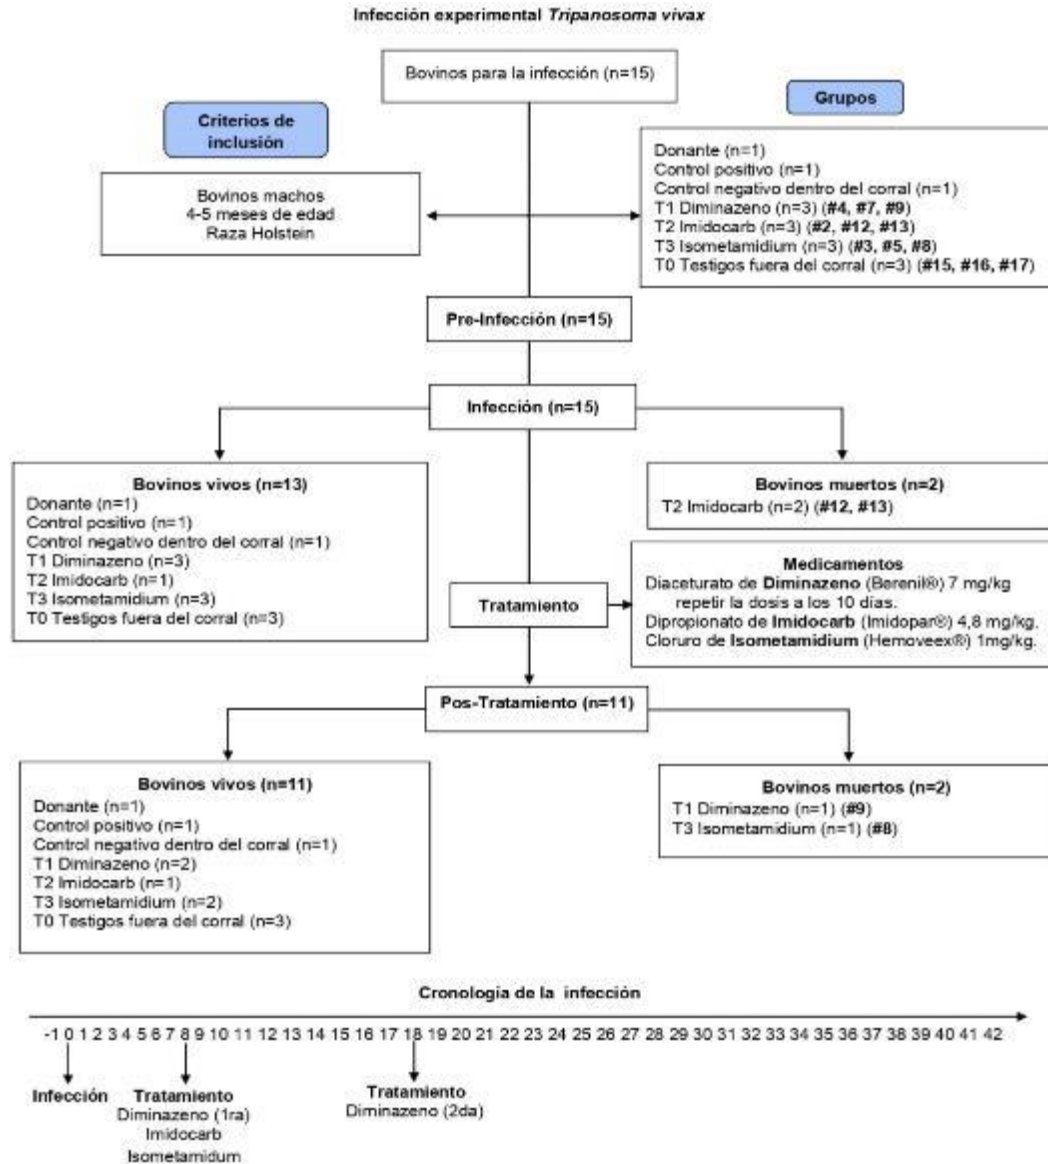 Infección experimental Tripanosoma vivax
Bovinos para la infección (n=15)
Criterios de
inclusión
Bovinos machos
4-5 meses de edad
Raza Holstein
Grupos
Donante (n=1)
Control positivo (n=1)
Control negativo dentro del corral (n=1)
T1 Diminazeno (n=3) (#4, #7, #9)
T2 Imidocarb (n=3) (#2, #12, #13)
T3 Isometamidium (n=3) (#3, #5, #8)
T0 Testigos fuera del corral (n=3) (#15, #16, #17)
Pre-Infección (n=15)
Infección (n=15)
Bovinos vivos (n=13)
Donante (n=1)
Control positivo (n=1)
Control negativo dentro del corral (n=1)
T1 Diminazeno (n=3)
T2 Imidocarb (n=1)
T3 Isometamidium (n=3)
T0 Testigos fuera del corral (n=3)
Bovinos muertos (n=2)
T2 Imidocarb (n=2) (#12, #13)
Tratamiento
Medicamentos
Diaceturato de Diminazeno (Berenil®) 7 mg/kg
repetir la dosis a los 10 días.
Dipropionato de Imidocarb (Imidopar®) 4,8 mg/kg.
Cloruro de Isometamidium (Hemoveex®) 1mg/kg.
Pos-Tratamiento (n=11)
Bovinos vivos (n=11)
Donante (n=1)
Control positivo (n=1)
Control negativo dentro del corral (n=1)
T1 Diminazeno (n=2)
T2 Imidocarb (n=1)
T3 Isometamidium (n=2)
T0 Testigos fuera del corral (n=3)
Bovinos muertos (n=2)
T1 Diminazeno (n=1) (#9)
T3 Isometamidium (n=1) (#8)
Cronologia de la infección
-1 0 1 2 3 4 5 6 7 8 9 10 11 12 13 14 15 16 17 18 19 20 21 22 23 24 25 26 27 28 29 30 31 32 33 34 35 36 37 38 39 40 41 42
Infección
Tratamiento
Diminazeno (1ra)
Imidocarb
Isometamidum
Tratamiento
Diminazeno (2da)